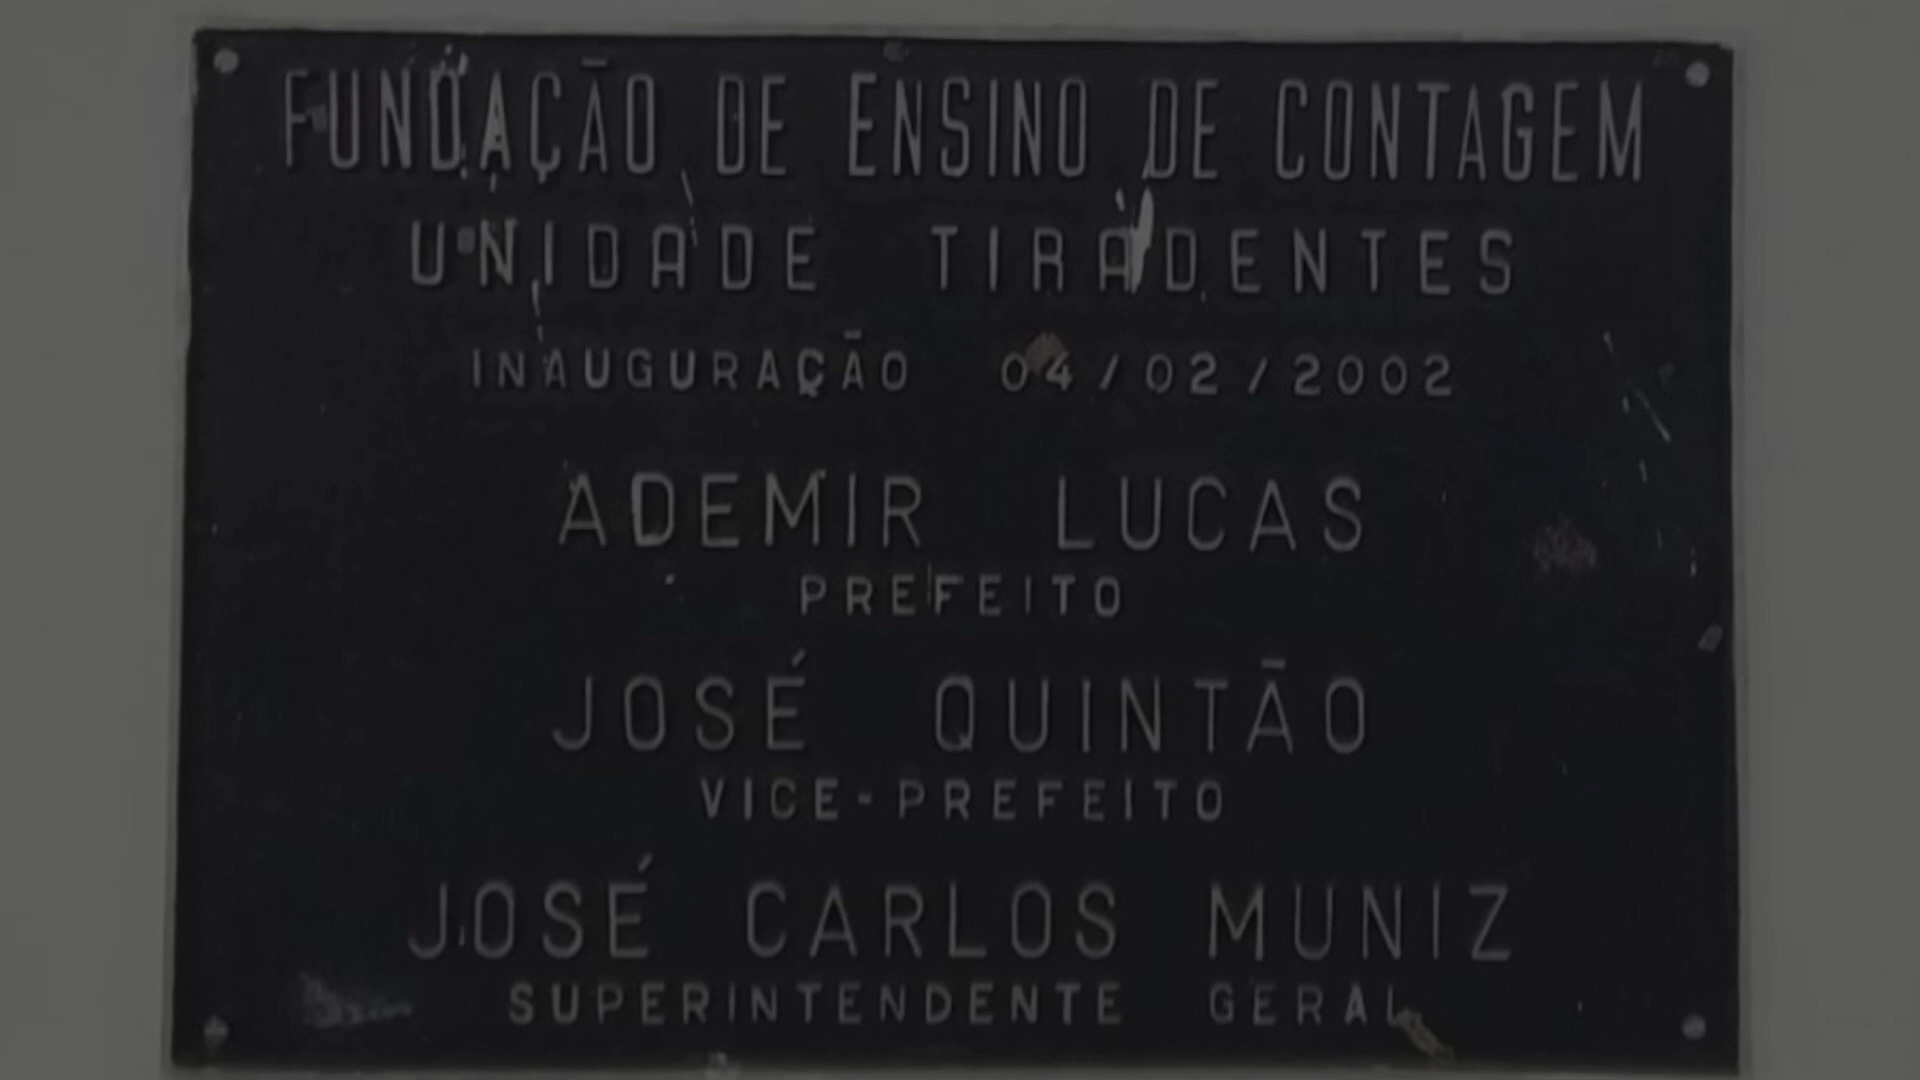 FUNDAÇÃO DE ENSINO DE CONTAGEM
UNIDADE TIRADENTES
INAUGURAÇÃO 04/02/2002
ADEMIR LUCAS
PREFEITO
JOSÉ QUINTÃO
VICE-PREFEITO
JOSÉ CARLOS MUNIZ
SUPERINTENDENTE GERAL